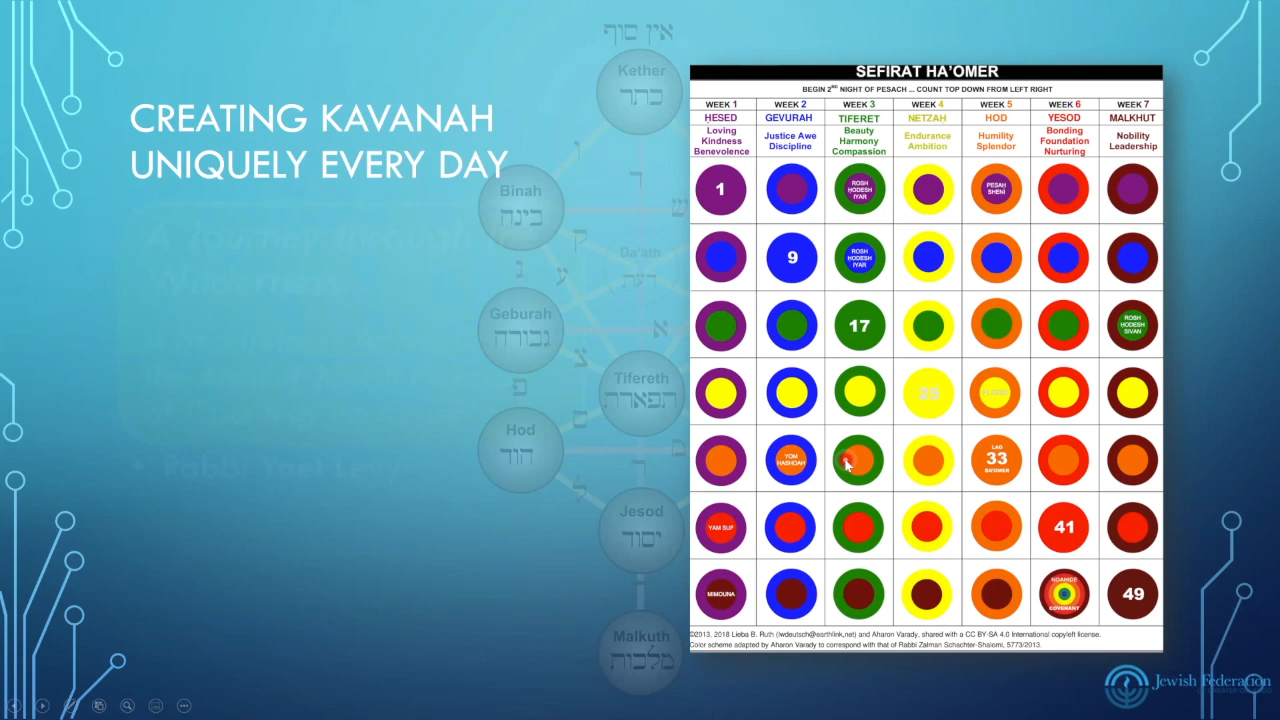 CREATING KAVANAH
UNIQUELY EVERY DAY
אין סוף
Kether
כתר
Binah
בינה
Da'ath
דעת
Geburah
גבורה
Tifereth
תפארת
Hod
הוד
Jesod
יסוד
Malkuth
מלכות
SEFIRAT HA'OMER
BEGIN 2ND NIGHT OF PESACH ... COUNT TOP DOWN FROM LEFT RIGHT
WEEK 1 WEEK 2 WEEK 3 WEEK 4 WEEK 5 WEEK 6 WEEK 7
ḤESED GEVURAH TIFERET NETZAH HOD YESOD MALKHUT
Loving Kindness Benevolence
Justice Awe Discipline
Beauty Harmony Compassion
Endurance Ambition
Humility Splendor
Bonding Foundation Nurturing
Nobility Leadership
1
ROSH ḤODESH IYAR
PESAḤ SHENI
9
ROSH ḤODESH IYAR
17
ROSH ḤODESH SIVAN
25
YOM HASHOAH
LAG
33
BA'OMER
YAM SUF
41
MIMOUNA
NOAHIDE
COVENANT
49
©2013, 2018 Lieba B. Ruth (lwdeutsch@earthlink.net) and Aharon Varady, shared with a CC BY-SA 4.0 International copyleft license.
Color scheme adapted by Aharon Varady to correspond with that of Rabbi Zalman Schachter-Shalomi, 5773/2013.
Jewish Federation